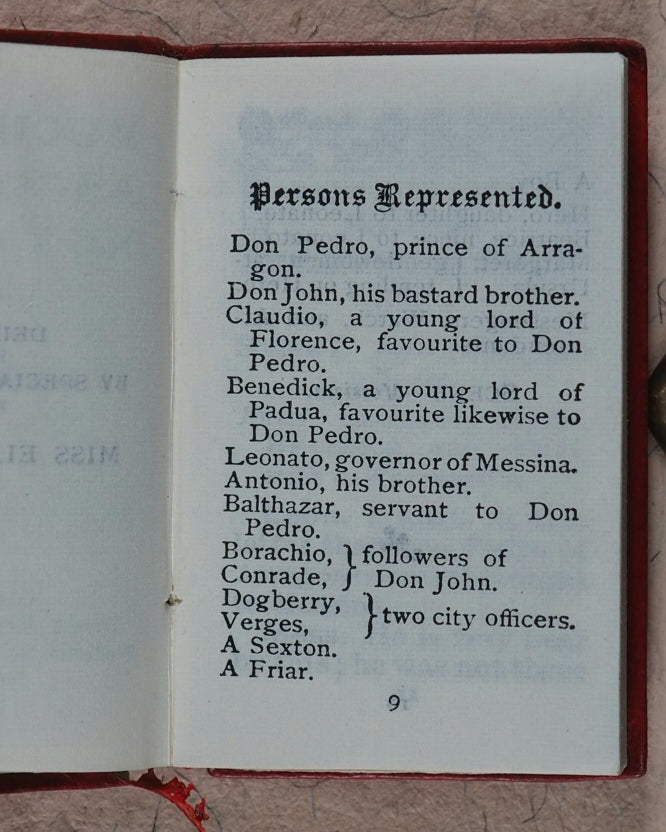 Persons Represented.
Don Pedro, prince of Arra-
gon.
Don John, his bastard brother.
Claudio, a young lord of
Florence, favourite to Don
Pedro.
Benedick, a young lord of
Padua, favourite likewise to
Don Pedro.
Leonato, governor of Messina.
Antonio, his brother.
Balthazar, servant to Don
Pedro.
Borachio, } followers of
Conrade, } Don John.
Dogberry, } two city officers.
Verges,
A Sexton.
A Friar.
9